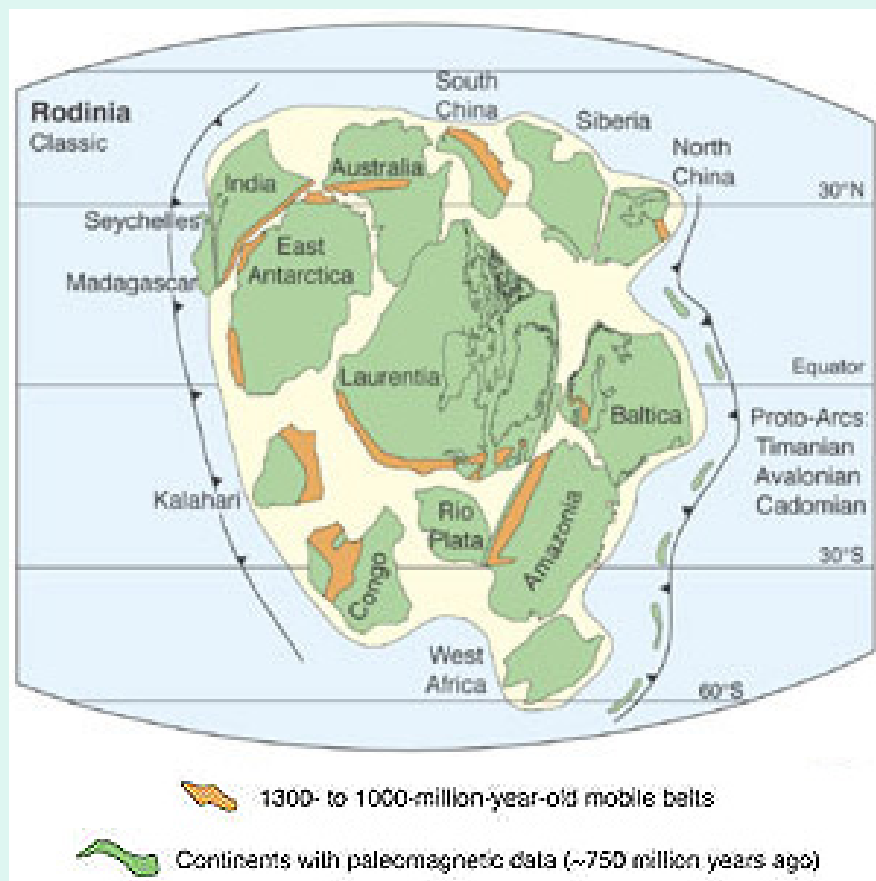 Rodinia
Classic
South
China
Siberia
North
China
Australia
India
30°N
Seychelles
East
Antarctica
Madagascar
Equator
Laurentia
Baltica
Proto-Arcs:
Timanian
Avalonian
Cadomian
Kalahari
Rio
Plata
Amazonia
30°S
Congo
West
Africa
60°S
1300- to 1000-million-year-old mobile belts
Continents with paleomagnetic data (~750 million years ago)